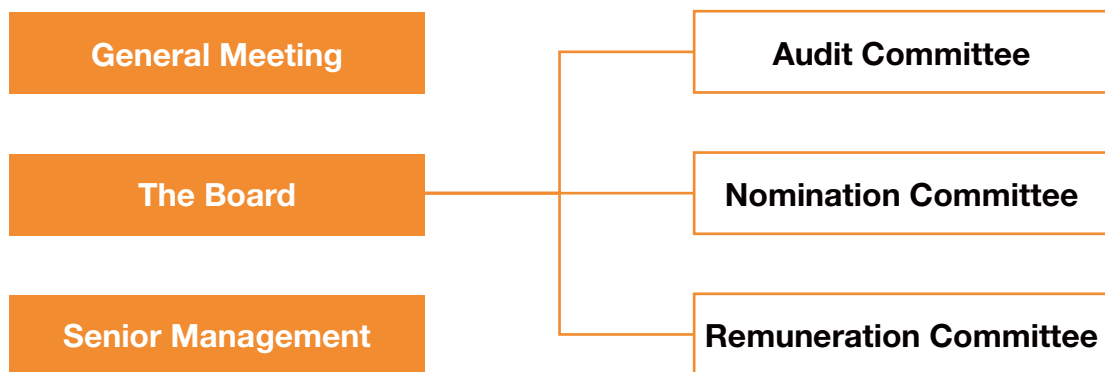 General Meeting
Audit Committee
The Board
Nomination Committee
Senior Management
Remuneration Committee